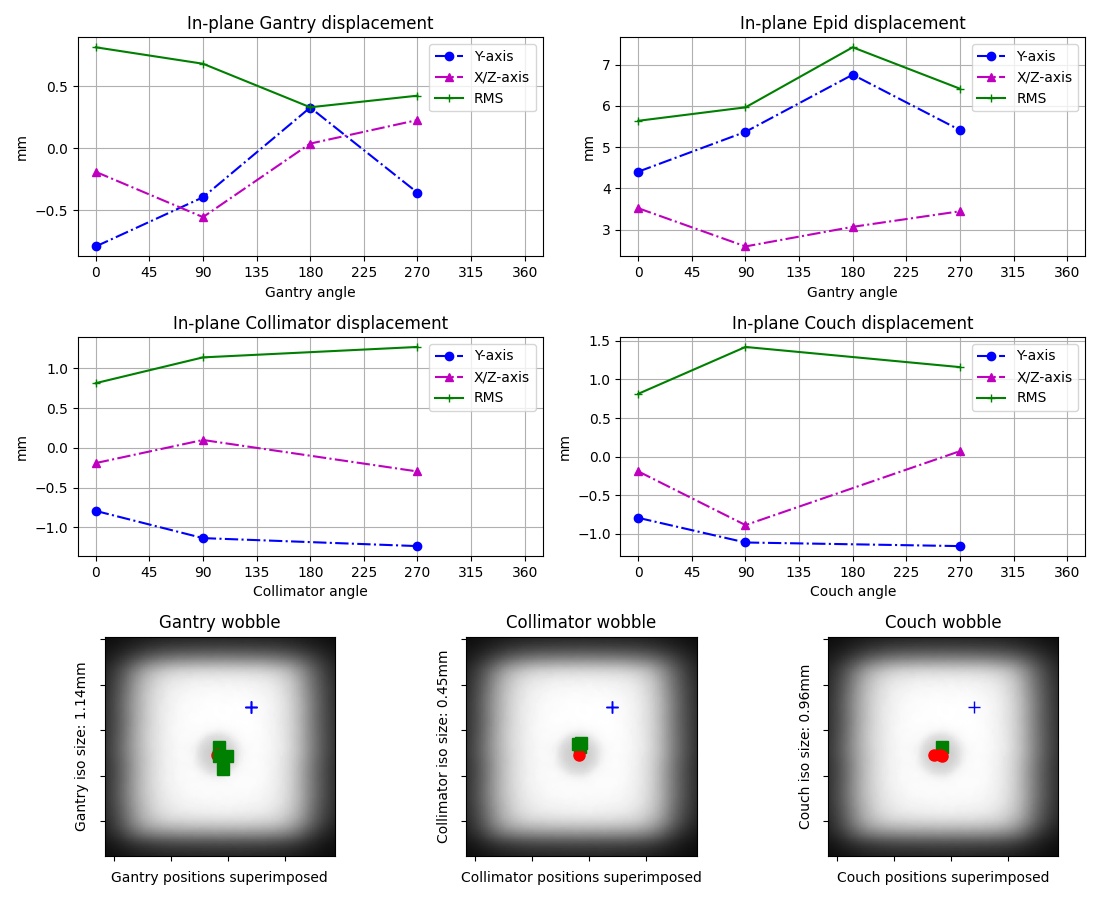 In-plane Gantry displacement
0.5
0.0
−0.5
mm
0 45 90 135 180 225 270 315 360
Gantry angle
Y-axis
X/Z-axis
RMS
In-plane Epid displacement
7
6
5
4
3
mm
0 45 90 135 180 225 270 315 360
Gantry angle
Y-axis
X/Z-axis
RMS
In-plane Collimator displacement
1.0
0.5
0.0
−0.5
−1.0
mm
0 45 90 135 180 225 270 315 360
Collimator angle
Y-axis
X/Z-axis
RMS
In-plane Couch displacement
1.5
1.0
0.5
0.0
−0.5
−1.0
mm
0 45 90 135 180 225 270 315 360
Couch angle
Y-axis
X/Z-axis
RMS
Gantry wobble
Gantry iso size: 1.14mm
Gantry positions superimposed
Collimator wobble
Collimator iso size: 0.45mm
Collimator positions superimposed
Couch wobble
Couch iso size: 0.96mm
Couch positions superimposed